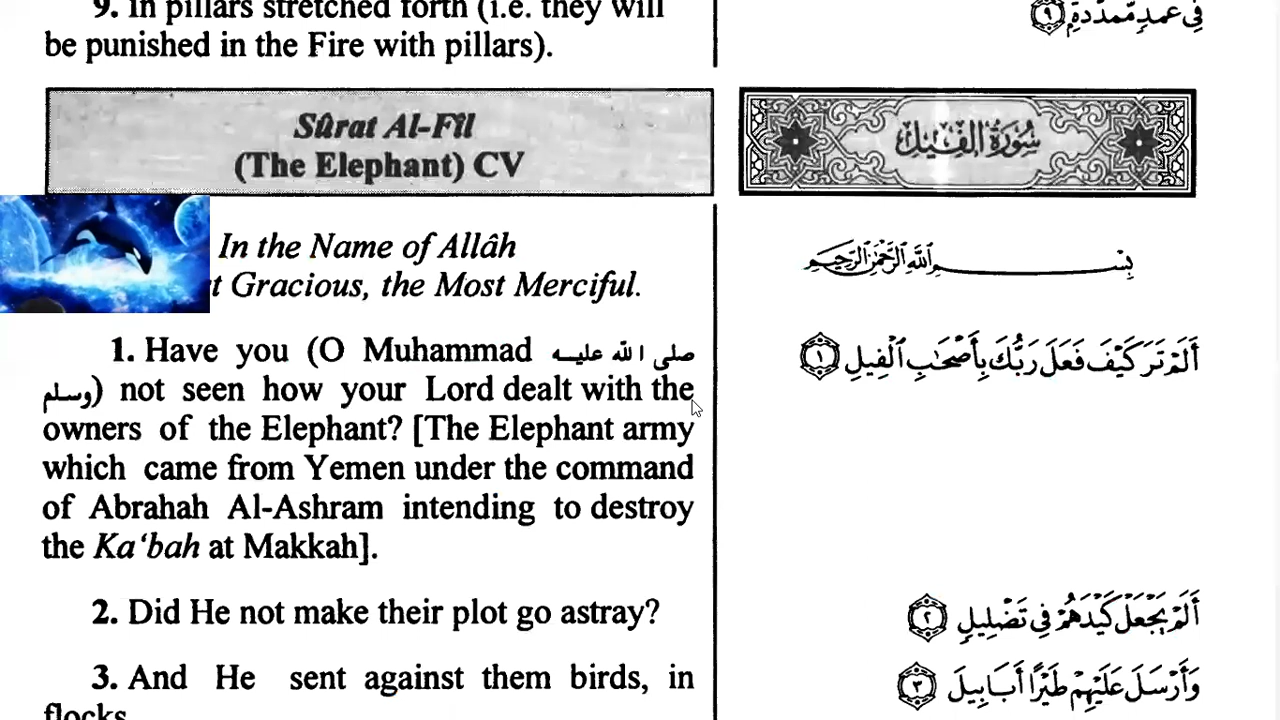 9. In pillars stretched forth (i.e. they will
be punished in the Fire with pillars).
Sûrat Al-Fîl
(The Elephant) CV
In the Name of Allâh
t Gracious, the Most Merciful.
1. Have you (O Muhammad صلى الله عليه
وسلم) not seen how your Lord dealt with the
owners of the Elephant? [The Elephant army
which came from Yemen under the command
of Abrahah Al-Ashram intending to destroy
the Ka‘bah at Makkah].
2. Did He not make their plot go astray?
3. And He sent against them birds, in
flocks
فِي عَمَدٍ مُّمَدَّدَةٍ ٩
سُورَةُ الْفِيلِ
بِسْمِ اللَّهِ الرَّحْمَٰنِ الرَّحِيمِ
أَلَمْ تَرَ كَيْفَ فَعَلَ رَبُّكَ بِأَصْحَٰبِ ٱلْفِيلِ ١
أَلَمْ يَجْعَلْ كَيْدَهُمْ فِي تَضْلِيلٍ ٢
وَأَرْسَلَ عَلَيْهِمْ طَيْرًا أَبَابِيلَ ٣